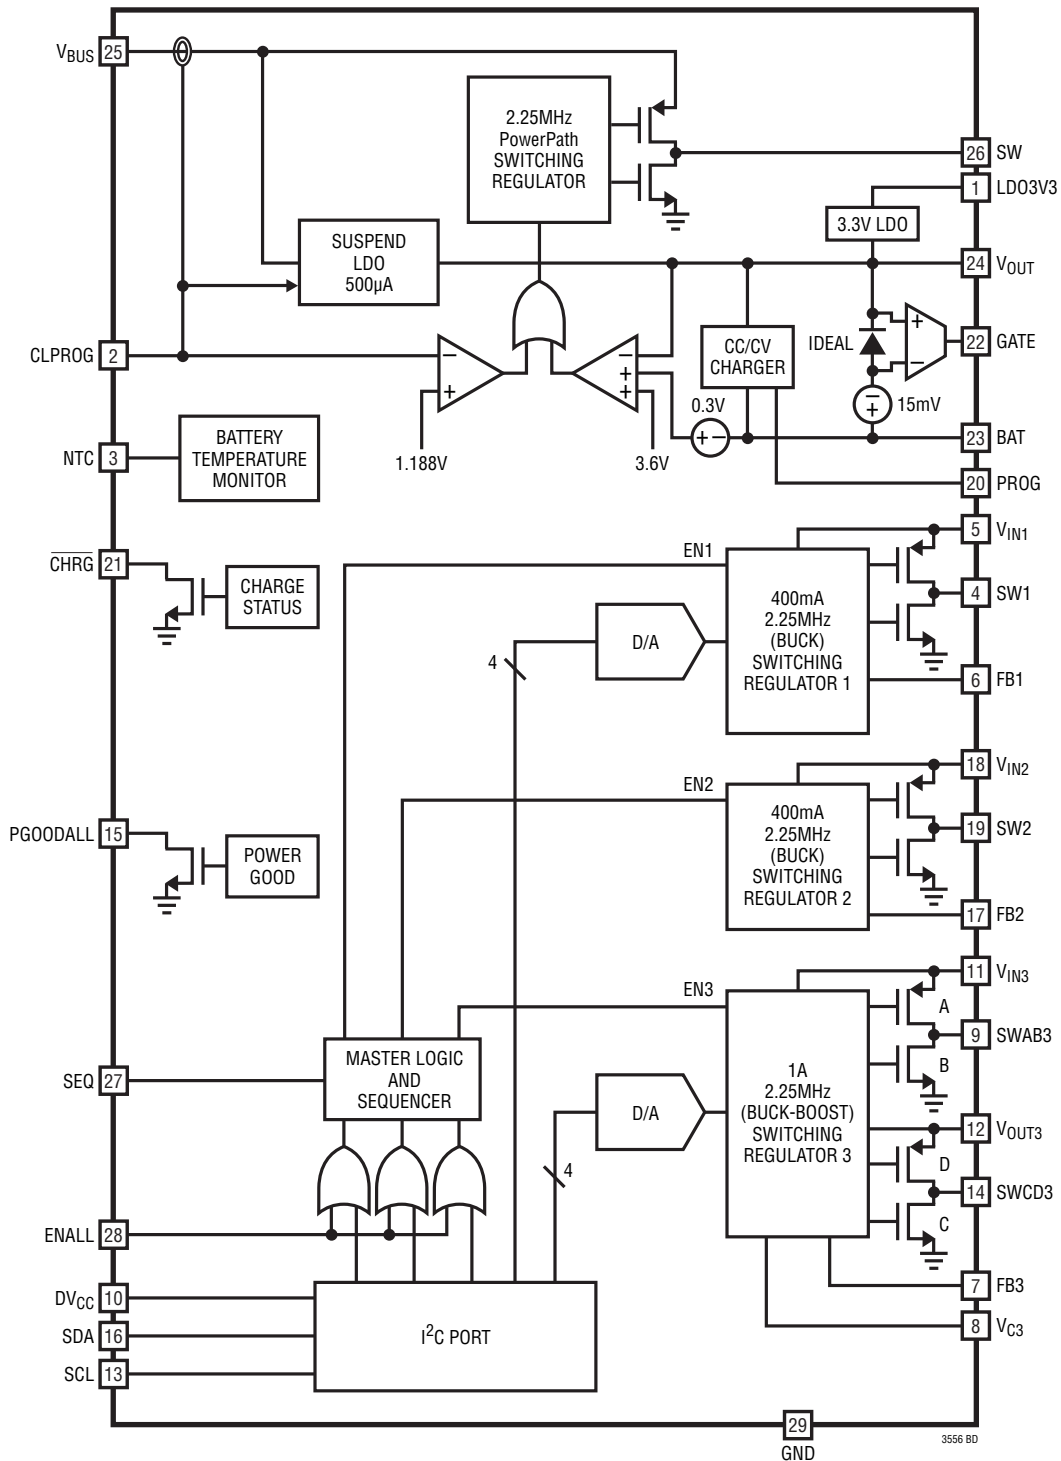 VBUS 25
2.25MHz
PowerPath
SWITCHING
REGULATOR
26 SW
1 LDO3V3
3.3V LDO
SUSPEND
LDO
500µA
24 VOUT
CLPROG 2
−
+
1.188V
−
+
+
3.6V
CC/CV
CHARGER
IDEAL
+
−
22 GATE
−
+
15mV
0.3V
+ −
23 BAT
20 PROG
NTC 3
BATTERY
TEMPERATURE
MONITOR
CHRG 21
CHARGE
STATUS
EN1
5 VIN1
400mA
2.25MHz
(BUCK)
SWITCHING
REGULATOR 1
4 SW1
D/A
4
6 FB1
EN2
18 VIN2
400mA
2.25MHz
(BUCK)
SWITCHING
REGULATOR 2
19 SW2
17 FB2
PGOODALL 15
POWER
GOOD
EN3
11 VIN3
A
9 SWAB3
B
1A
2.25MHz
(BUCK-BOOST)
SWITCHING
REGULATOR 3
12 VOUT3
D
14 SWCD3
C
D/A
4
SEQ 27
MASTER LOGIC
AND
SEQUENCER
ENALL 28
DVCC 10
SDA 16
SCL 13
I2C PORT
7 FB3
8 VC3
29
GND
3556 BD